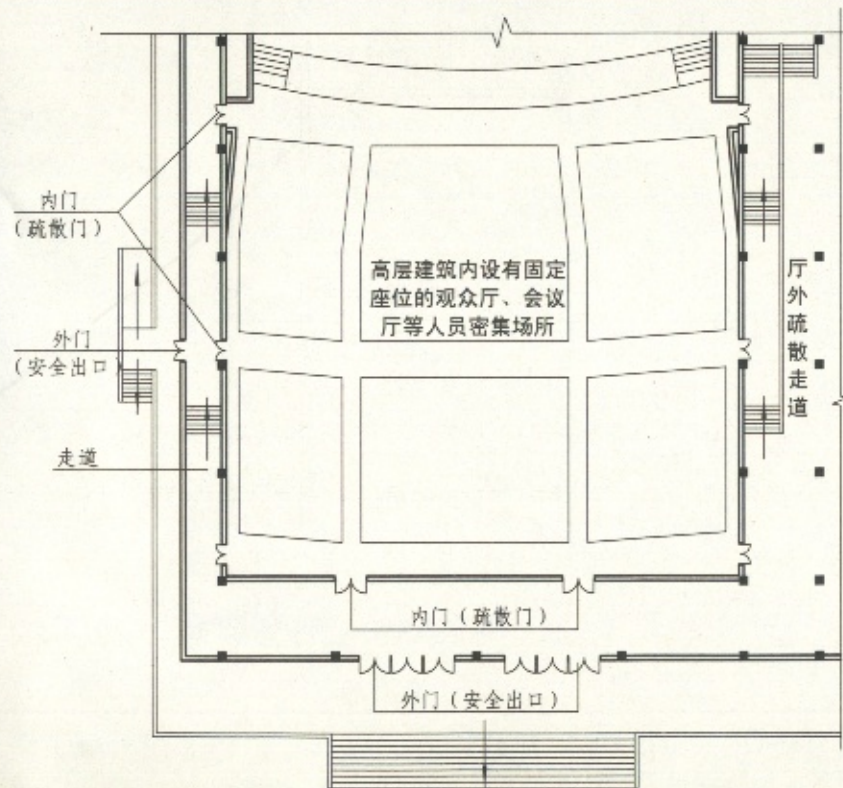 内门
（疏散门）
高层建筑内设有固定
座位的观众厅、会议
厅等人员密集场所
厅外疏散走道
外门
（安全出口）
走道
内门（疏散门）
外门（安全出口）